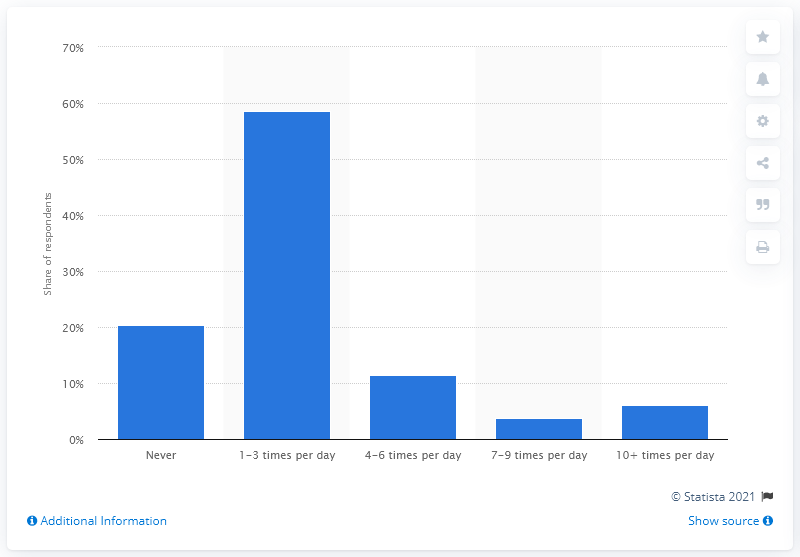 70%
60%
50%
40%
30%
20%
10%
0%
Share of respondents
Never
1-3 times per day
4-6 times per day
7-9 times per day
10+ times per day
© Statista 2021
Additional Information
Show source